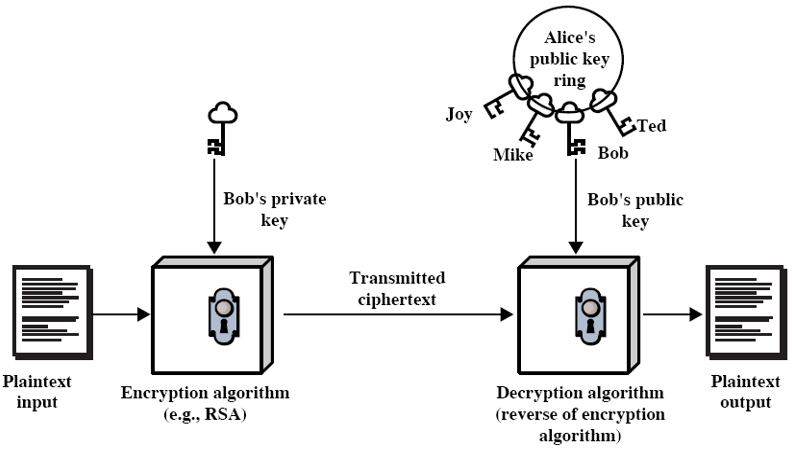 Alice's
public key
ring
Joy
Mike
Bob
Ted
Bob's private
key
Bob's public
key
Transmitted
ciphertext
Plaintext
input
Encryption algorithm
(e.g., RSA)
Decryption algorithm
(reverse of encryption
algorithm)
Plaintext
output